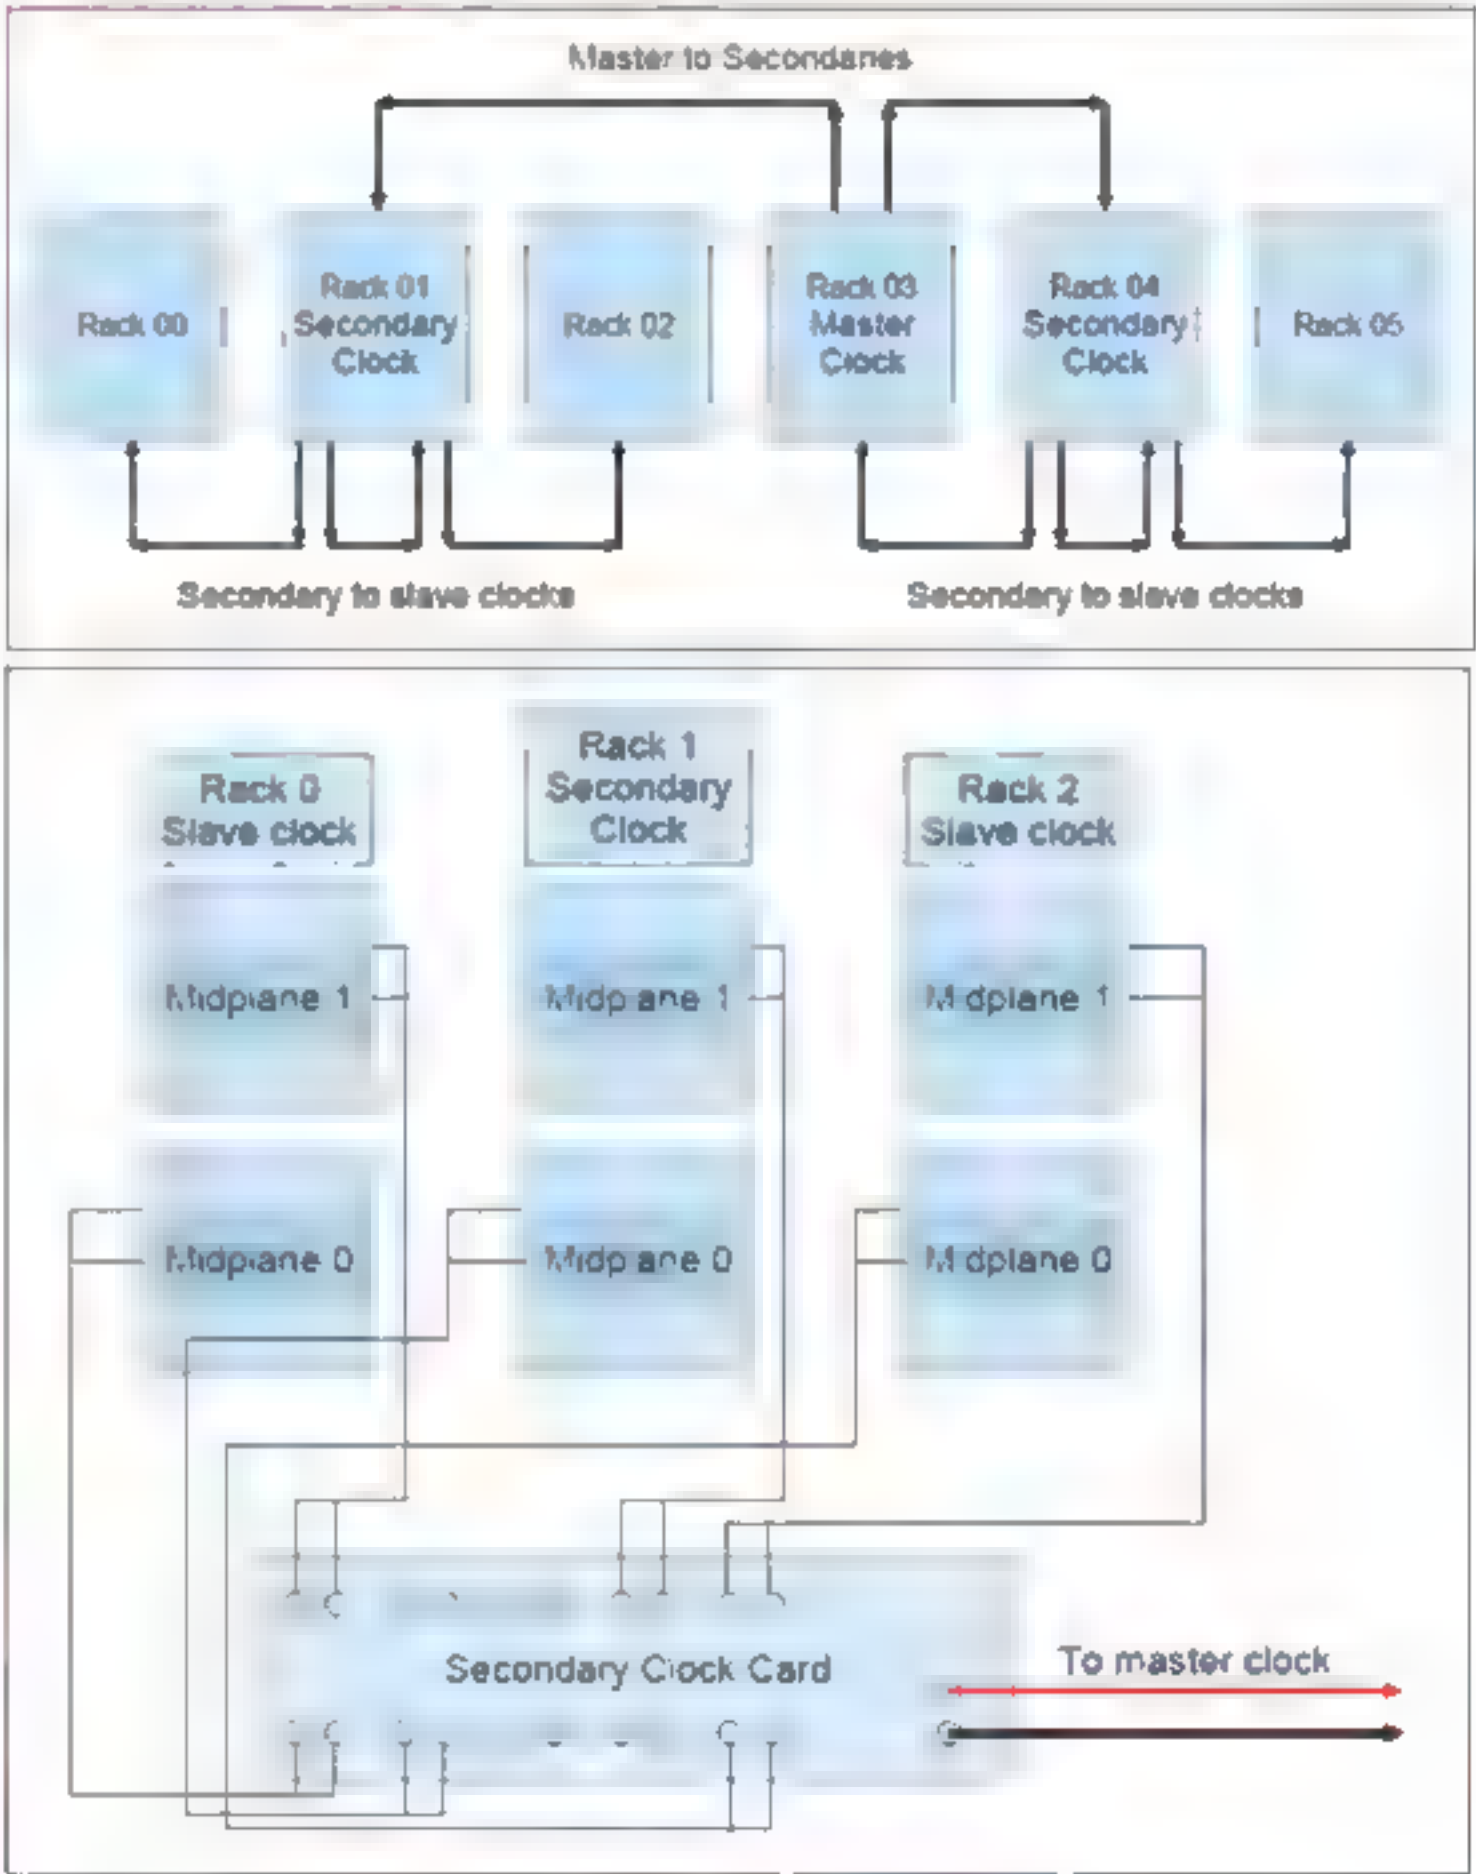 Master to Secondaries
Rack 00
Rack 01
Secondary
Clock
Rack 02
Rack 03
Master
Clock
Rack 04
Secondary
Clock
Rack 05
Secondary to slave clocks
Secondary to slave clocks
Rack 0
Slave clock
Rack 1
Secondary
Clock
Rack 2
Slave clock
Midplane 1
Midplane 1
Midplane 1
Midplane 0
Midplane 0
Midplane 0
Secondary Clock Card
To master clock